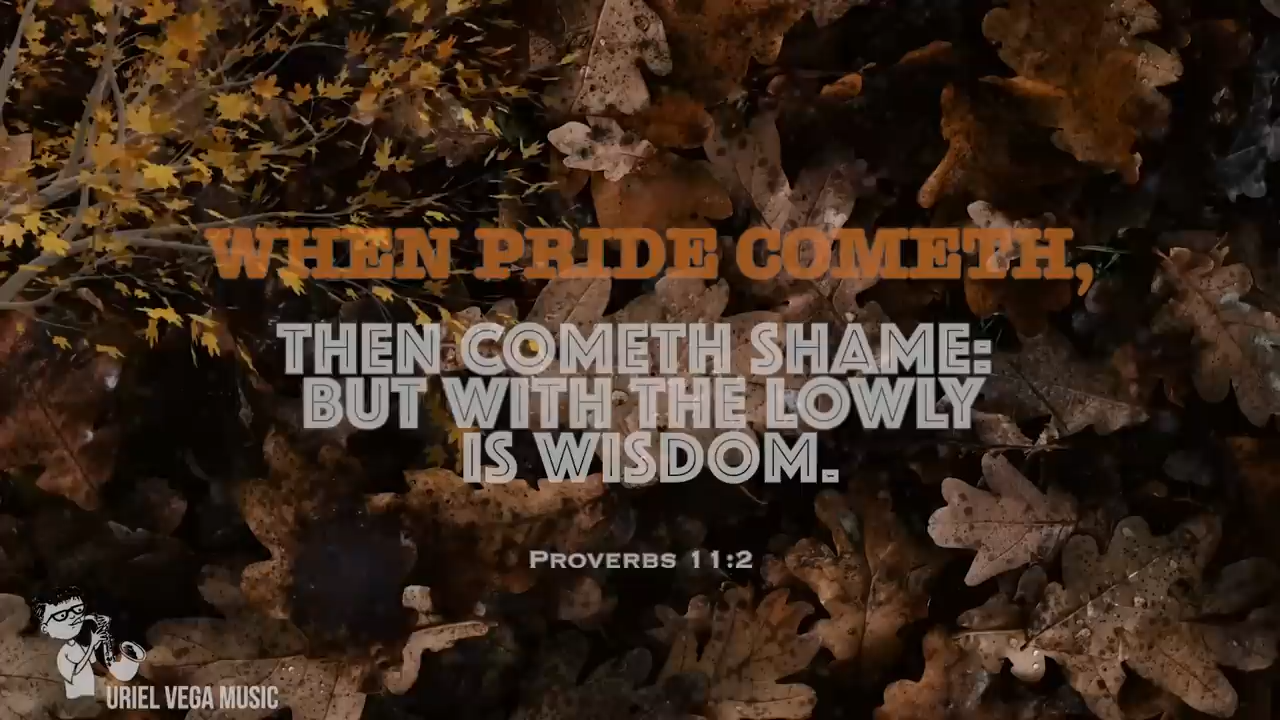 WHEN PRIDE COMETH,
THEN COMETH SHAME:
BUT WITH THE LOWLY
IS WISDOM.
PROVERBS 11:2
URIEL VEGA MUSIC